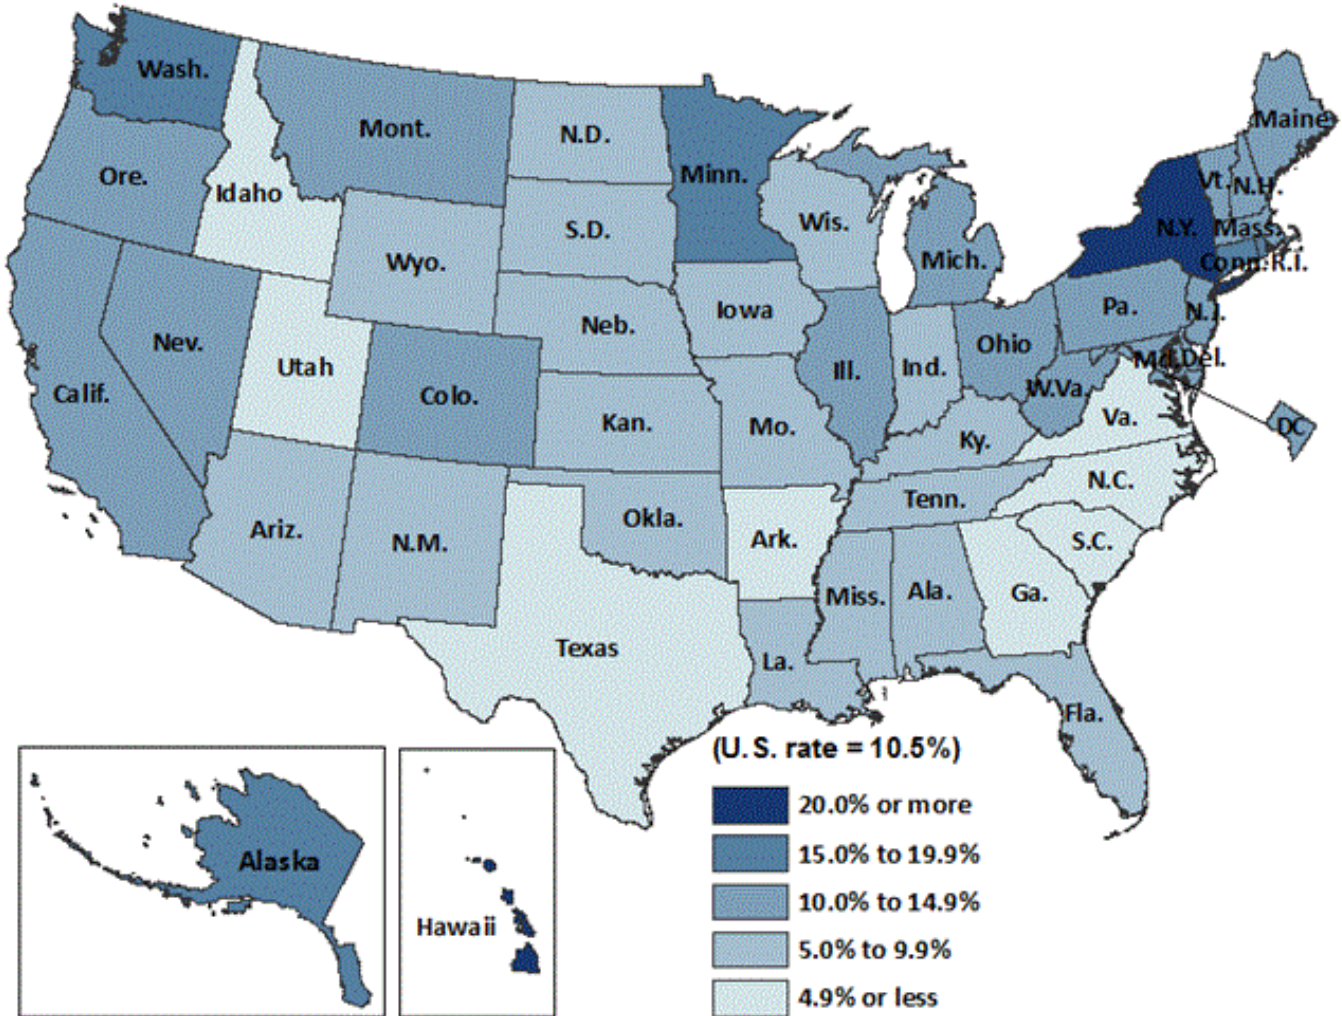 Wash.
Mont.
N.D.
Minn.
Maine
Ore.
Idaho
Vt.
N.H.
Wis.
S.D.
N.Y.
Mass.
Wyo.
Mich.
Conn.
R.I.
Iowa
Pa.
N.J.
Neb.
Nev.
Ohio
Utah
Ill.
Ind.
Md.
Del.
Calif.
Colo.
W.Va.
Kan.
Mo.
Ky.
Va.
DC
N.C.
Tenn.
Okla.
Ariz.
N.M.
Ark.
S.C.
Miss.
Ala.
Ga.
Texas
La.
Fla.
Alaska
Hawaii
(U.S. rate = 10.5%)
20.0% or more
15.0% to 19.9%
10.0% to 14.9%
5.0% to 9.9%
4.9% or less